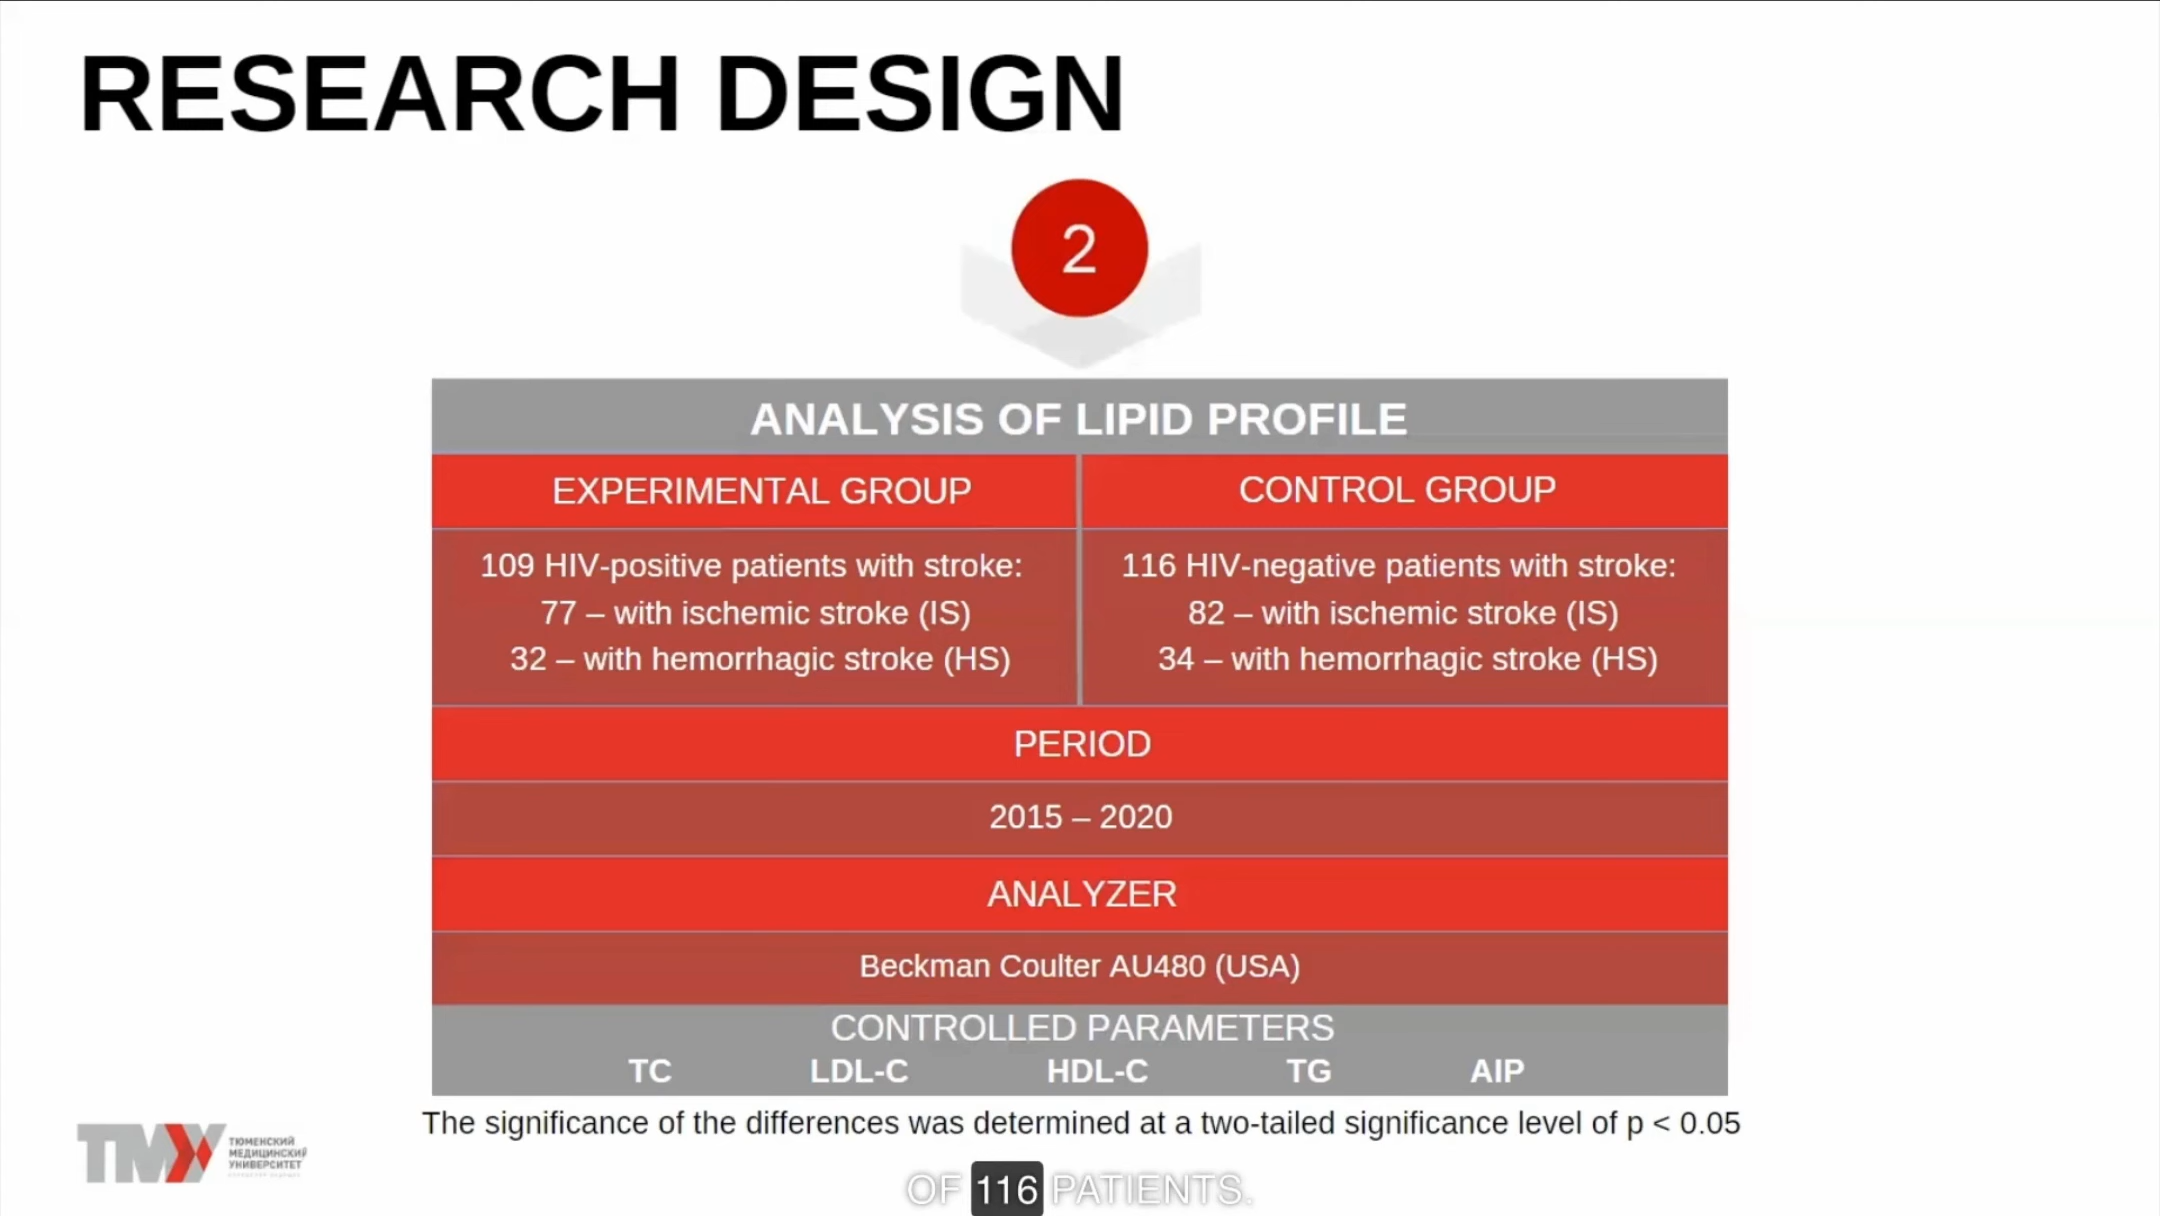 RESEARCH DESIGN
2
ANALYSIS OF LIPID PROFILE
EXPERIMENTAL GROUP
CONTROL GROUP
109 HIV-positive patients with stroke:
77 – with ischemic stroke (IS)
32 – with hemorrhagic stroke (HS)
116 HIV-negative patients with stroke:
82 – with ischemic stroke (IS)
34 – with hemorrhagic stroke (HS)
PERIOD
2015 – 2020
ANALYZER
Beckman Coulter AU480 (USA)
CONTROLLED PARAMETERS
TC LDL-C HDL-C TG AIP
The significance of the differences was determined at a two-tailed significance level of p < 0.05
ТМУ
ТЮМЕНСКИЙ
МЕДИЦИНСКИЙ
УНИВЕРСИТЕТ
OF 116 PATIENTS.